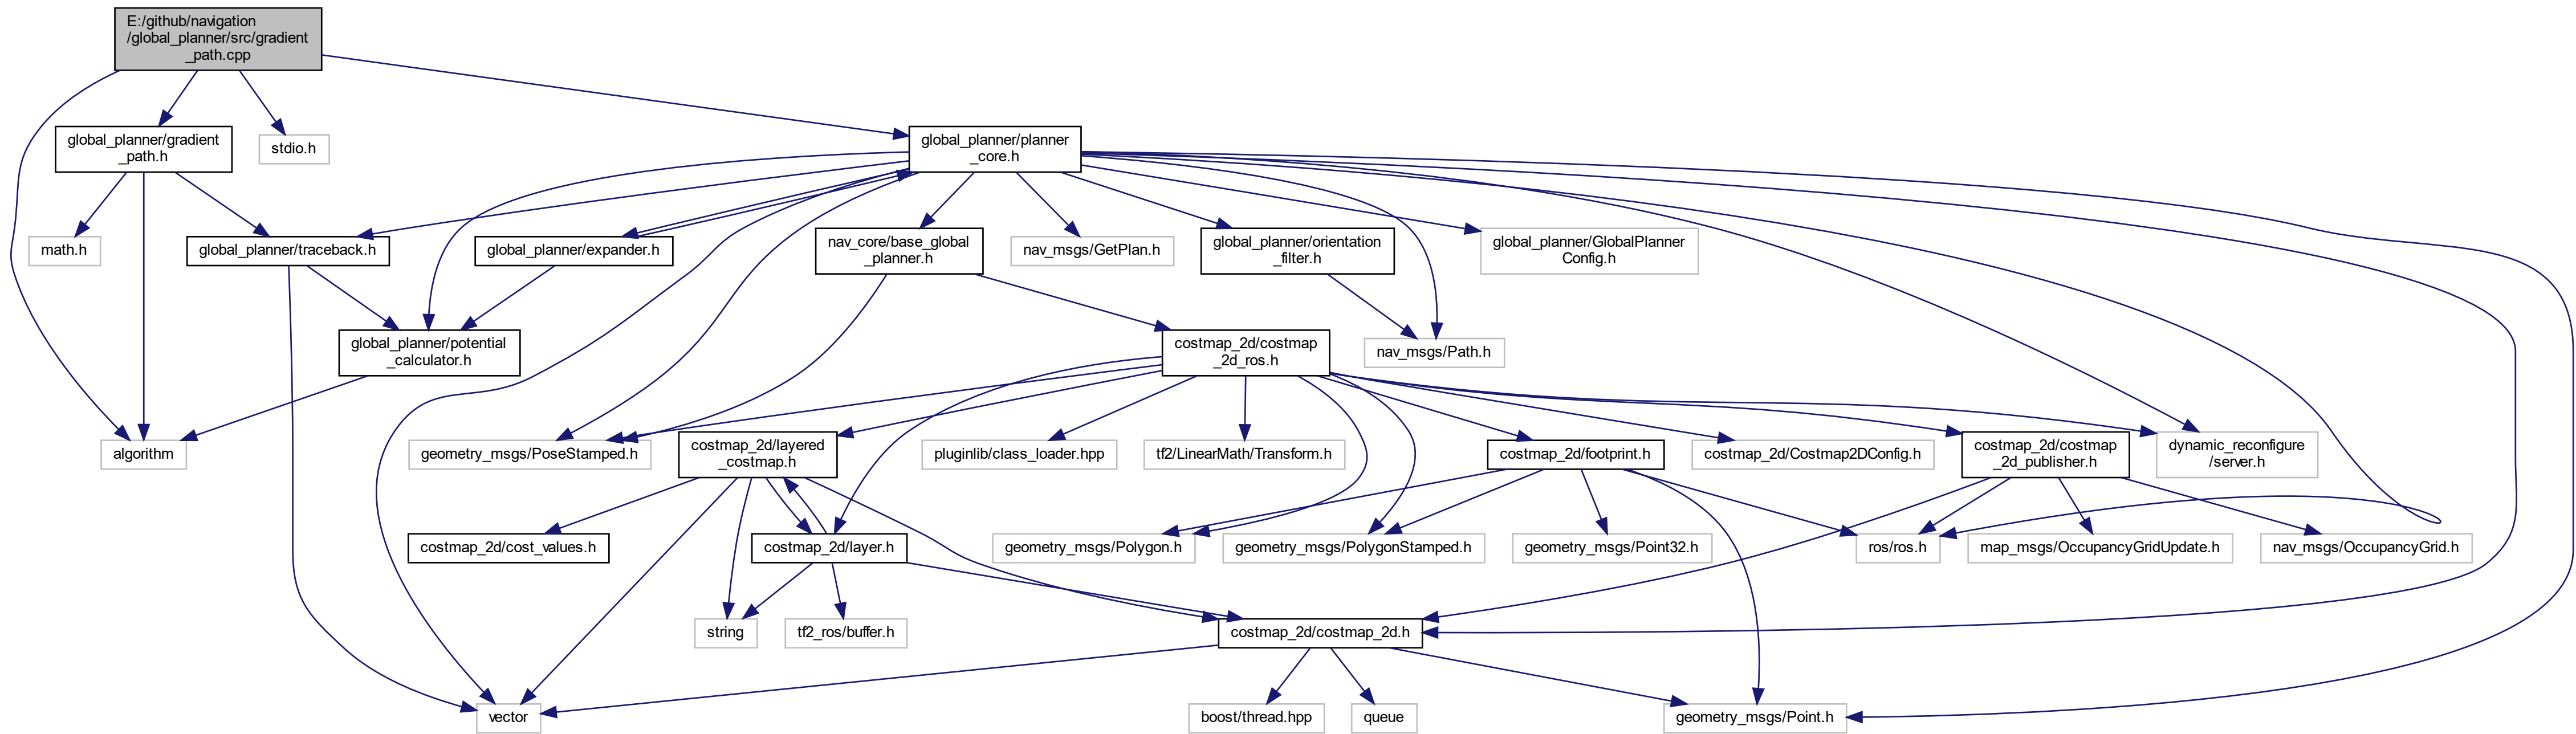 E:/github/navigation
/global_planner/src/gradient
_path.cpp
global_planner/gradient
_path.h
stdio.h
global_planner/planner
_core.h
math.h
global_planner/traceback.h
global_planner/expander.h
nav_core/base_global
_planner.h
nav_msgs/GetPlan.h
global_planner/orientation
_filter.h
global_planner/GlobalPlanner
Config.h
global_planner/potential
_calculator.h
costmap_2d/costmap
_2d_ros.h
nav_msgs/Path.h
algorithm
geometry_msgs/PoseStamped.h
costmap_2d/layered
_costmap.h
pluginlib/class_loader.hpp
tf2/LinearMath/Transform.h
costmap_2d/footprint.h
costmap_2d/Costmap2DConfig.h
costmap_2d/costmap
_2d_publisher.h
dynamic_reconfigure
/server.h
costmap_2d/cost_values.h
costmap_2d/layer.h
geometry_msgs/Polygon.h
geometry_msgs/PolygonStamped.h
geometry_msgs/Point32.h
ros/ros.h
map_msgs/OccupancyGridUpdate.h
nav_msgs/OccupancyGrid.h
string
tf2_ros/buffer.h
costmap_2d/costmap_2d.h
vector
boost/thread.hpp
queue
geometry_msgs/Point.h